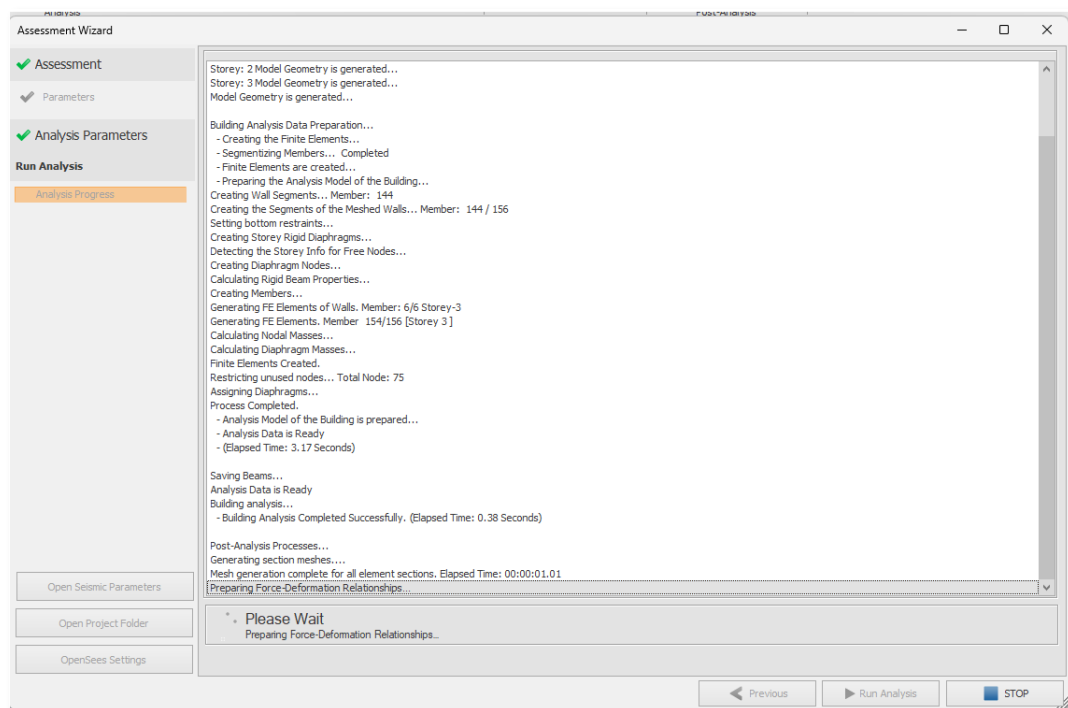 Analysis
Post-Analysis
Assessment Wizard
Assessment
Parameters
Analysis Parameters
Run Analysis
Analysis Progress
Storey: 2 Model Geometry is generated...
Storey: 3 Model Geometry is generated...
Model Geometry is generated...
Building Analysis Data Preparation...
- Creating the Finite Elements...
- Segmentizing Members... Completed
- Finite Elements are created...
- Preparing the Analysis Model of the Building...
Creating Wall Segments... Member: 144
Creating the Segments of the Meshed Walls... Member: 144 / 156
Setting bottom restraints...
Creating Storey Rigid Diaphragms...
Detecting the Storey Info for Free Nodes...
Creating Diaphragm Nodes...
Calculating Rigid Beam Properties...
Creating Members...
Generating FE Elements of Walls. Member: 6/6 Storey-3
Generating FE Elements. Member 154/156 [Storey 3 ]
Calculating Nodal Masses...
Calculating Diaphragm Masses...
Finite Elements Created.
Restricting unused nodes... Total Node: 75
Assigning Diaphragms...
Process Completed.
- Analysis Model of the Building is prepared...
- Analysis Data is Ready
- (Elapsed Time: 3.17 Seconds)
Saving Beams...
Analysis Data is Ready
Building analysis...
- Building Analysis Completed Successfully. (Elapsed Time: 0.38 Seconds)
Post-Analysis Processes...
Generating section meshes....
Mesh generation complete for all element sections. Elapsed Time: 00:00:01.01
Preparing Force-Deformation Relationships...
Please Wait
Preparing Force-Deformation Relationships...
Open Seismic Parameters
Open Project Folder
OpenSees Settings
Previous
Run Analysis
STOP